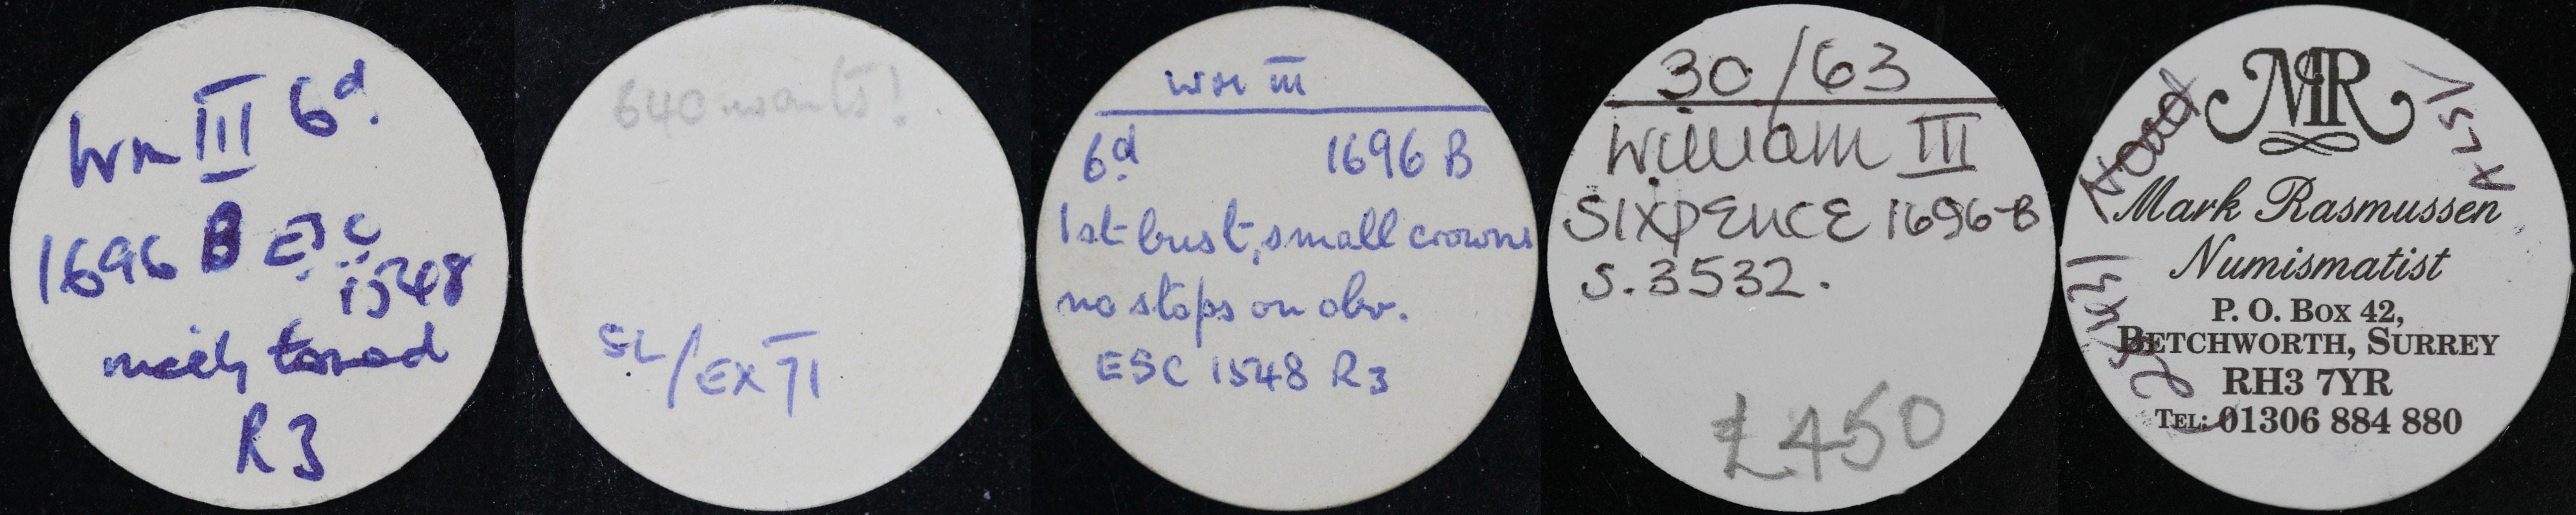 Wm III 6d.
1696 B ESC
1548
nicely toned
R3
640 wants!
SL/EX 71
Wm III
6d. 1696 B
1st bust, small crowns
no stops on obv.
ESC 1548 R3
30/63
WILLIAM III
SIXPENCE 1696-B
S.3532.
£450
MR
Mark Rasmussen
Numismatist
P. O. Box 42,
BETCHWORTH, SURREY
RH3 7YR
TEL: 01306 884 880